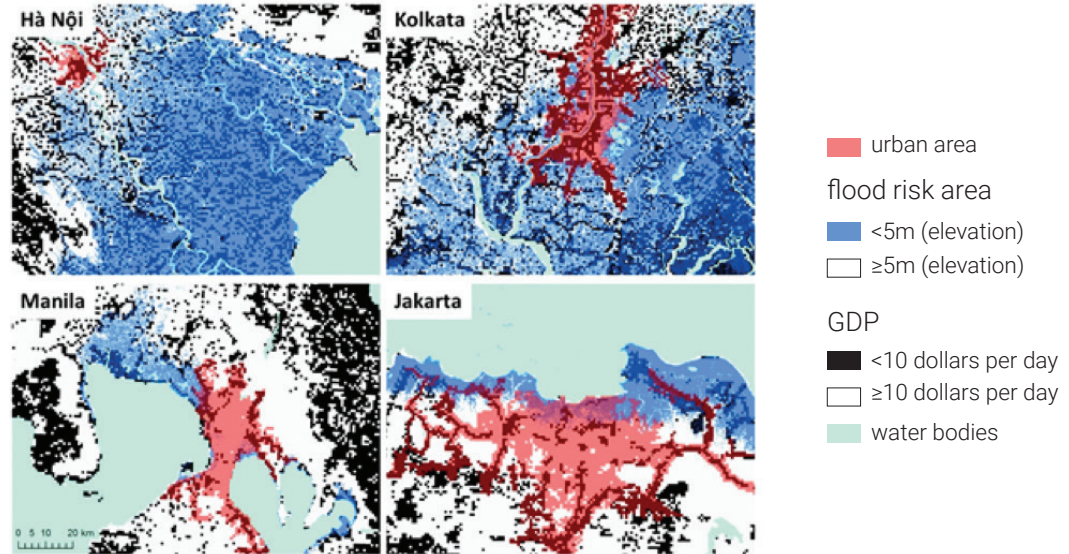 Hà Nội
Kolkata
Manila
Jakarta
0 5 10 20 km
urban area
flood risk area
<5m (elevation)
≥5m (elevation)
GDP
<10 dollars per day
≥10 dollars per day
water bodies